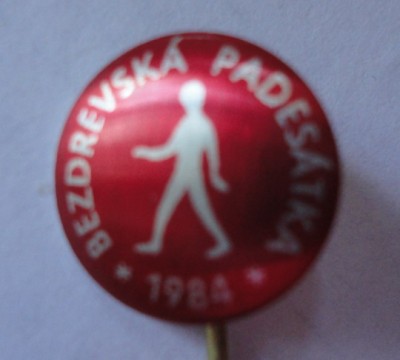 BEZDREVSKÁ PADESÁTKA
* 1984 *